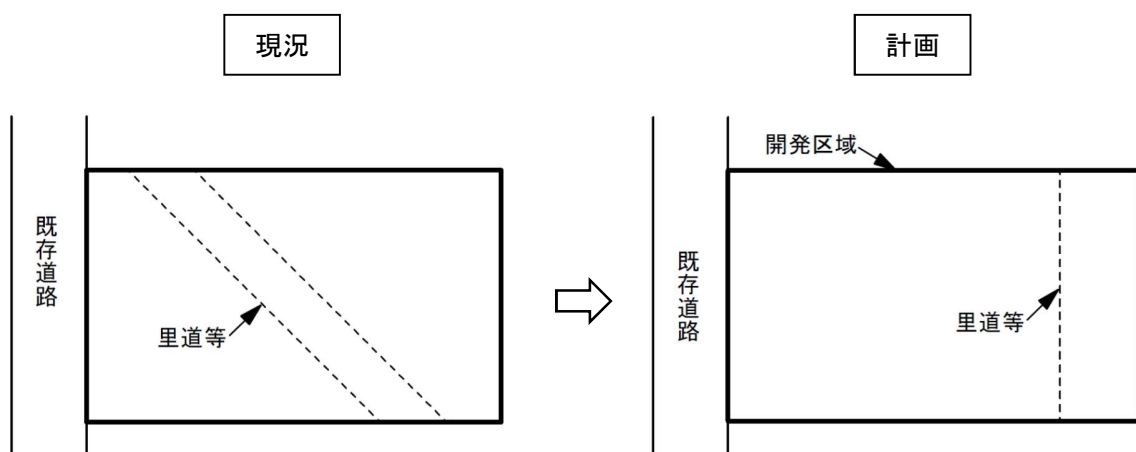 現況
計画
開発区域
既存道路
里道等
既存道路
里道等